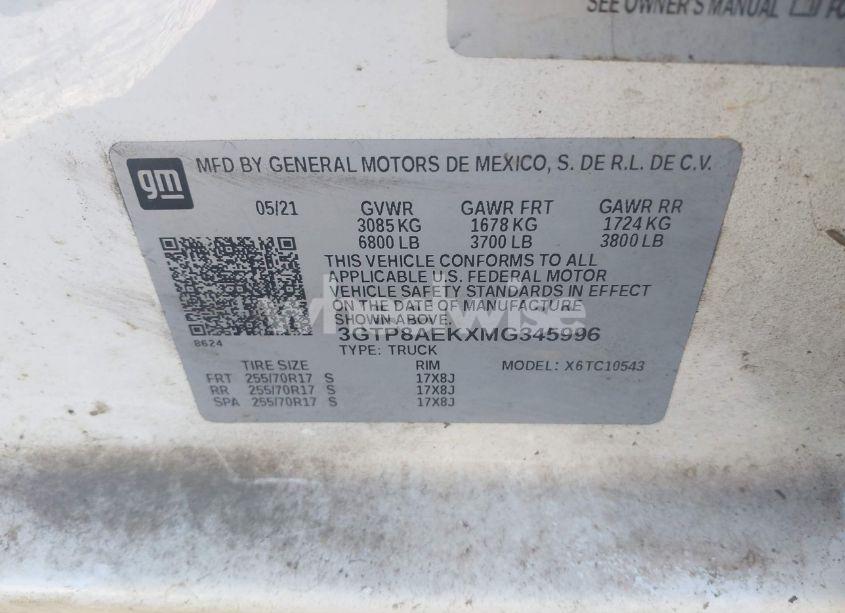 SEE OWNER'S MANUAL
gm
MFD BY GENERAL MOTORS DE MEXICO, S. DE R.L. DE C.V.
05/21 GVWR GAWR FRT GAWR RR
3085 KG 1678 KG 1724 KG
6800 LB 3700 LB 3800 LB
THIS VEHICLE CONFORMS TO ALL
APPLICABLE U.S. FEDERAL MOTOR
VEHICLE SAFETY STANDARDS IN EFFECT
ON THE DATE OF MANUFACTURE
SHOWN ABOVE.
8624
3GTP8AEKXMG345996
TYPE: TRUCK
TIRE SIZE RIM MODEL: X6TC10543
FRT 255/70R17 S 17X8J
RR 255/70R17 S 17X8J
SPA 255/70R17 S 17X8J